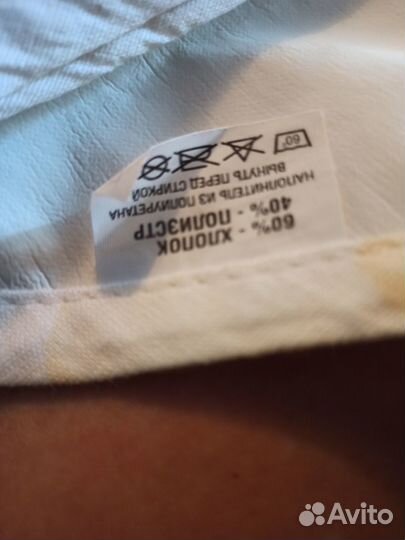 60% - ХЛОПОК
40% - ПОЛИЭСТР
НАПОЛНИТЕЛЬ ИЗ ПОЛИУРЕТАНА
ВЫНУТЬ ПЕРЕД СТИРКОЙ
60°
Avito